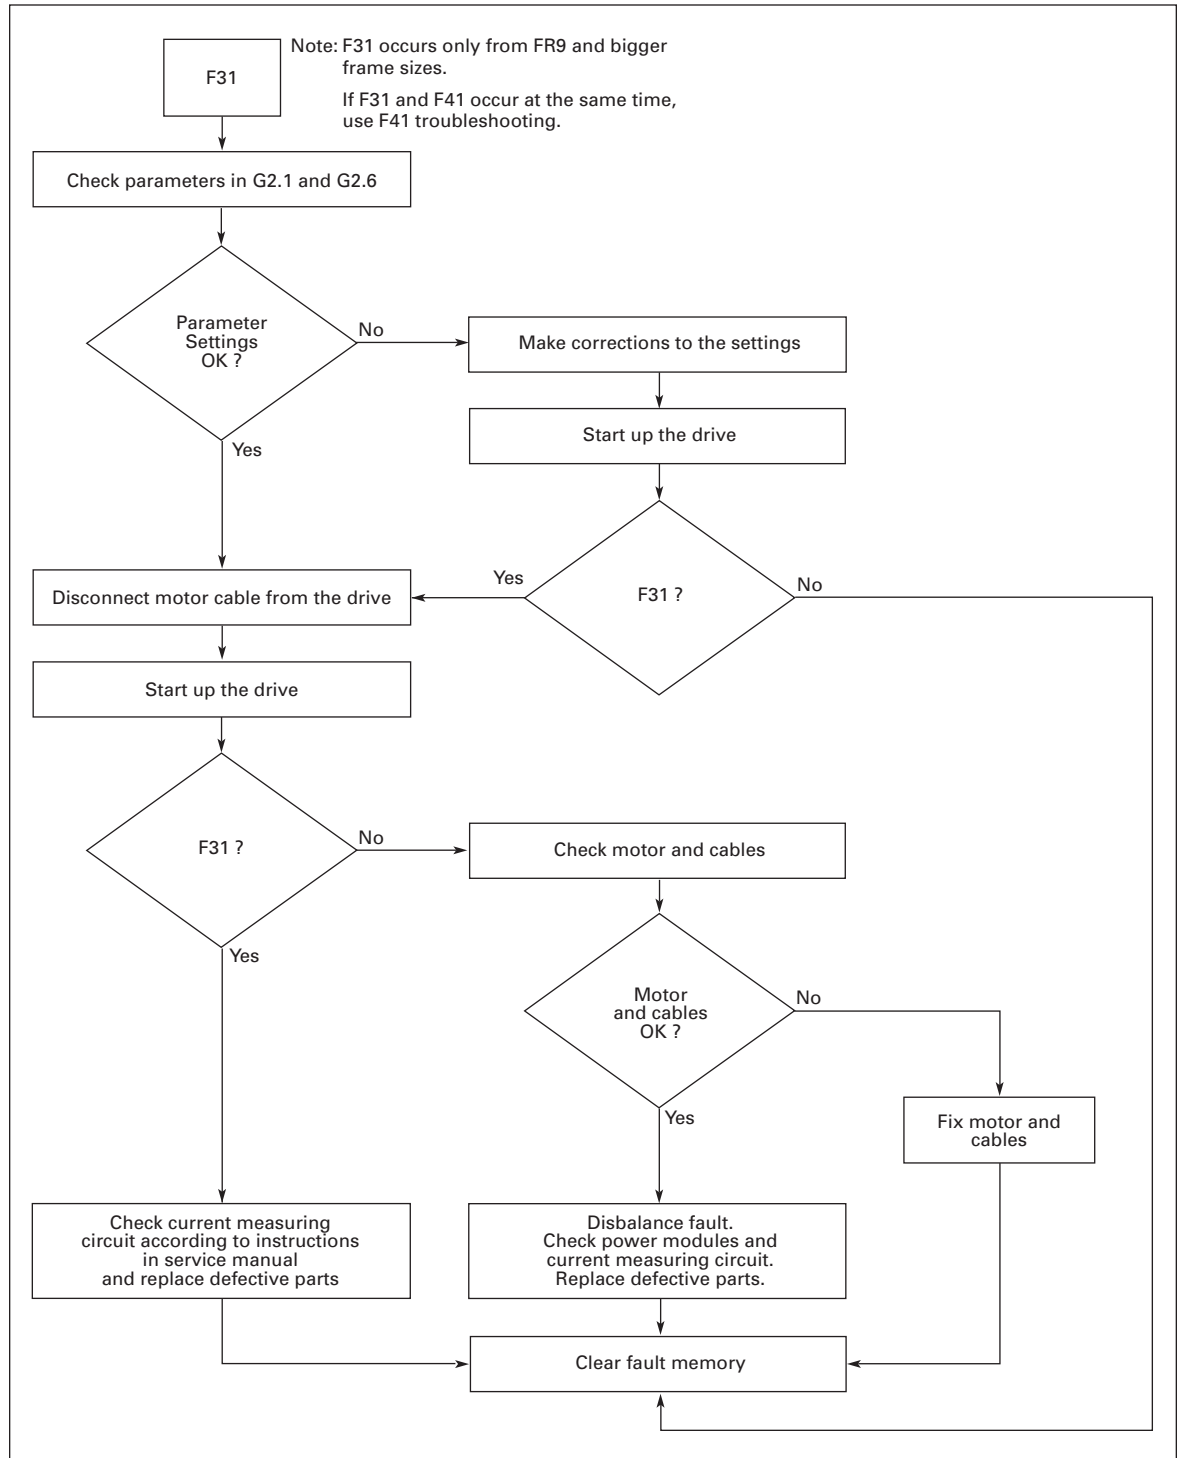 F31
Note: F31 occurs only from FR9 and bigger
frame sizes.
If F31 and F41 occur at the same time,
use F41 troubleshooting.
Check parameters in G2.1 and G2.6
Parameter
Settings
OK ?
No
Make corrections to the settings
Start up the drive
Yes
F31 ?
Yes
No
Disconnect motor cable from the drive
Start up the drive
F31 ?
No
Check motor and cables
Yes
Motor
and cables
OK ?
No
Yes
Fix motor and
cables
Check current measuring
circuit according to instructions
in service manual
and replace defective parts
Disbalance fault.
Check power modules and
current measuring circuit.
Replace defective parts.
Clear fault memory